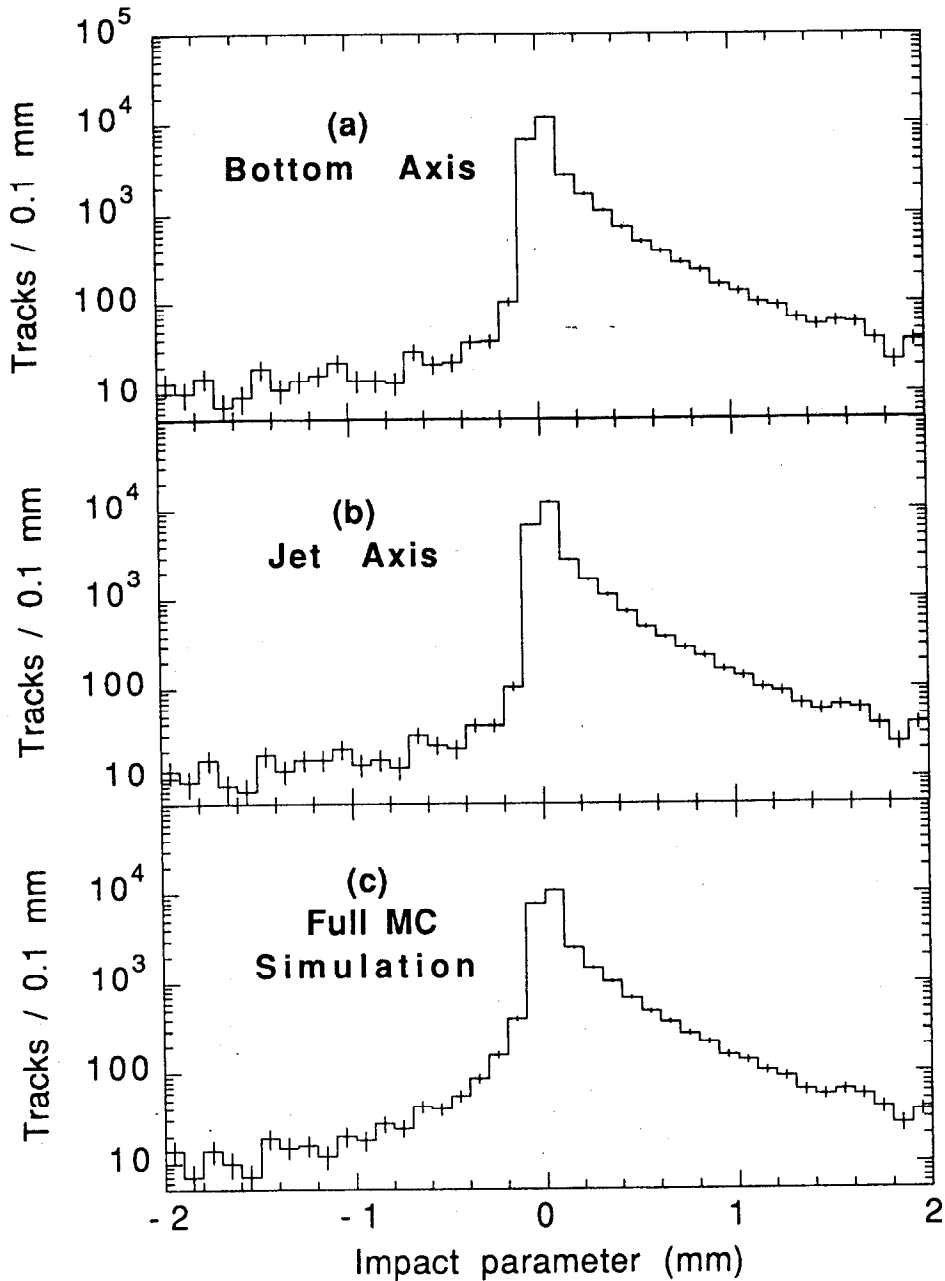 10^5
10^4
10^3
100
10
Tracks / 0.1 mm
(a)
Bottom Axis
10^4
10^3
100
10
Tracks / 0.1 mm
(b)
Jet Axis
10^4
10^3
100
10
Tracks / 0.1 mm
(c)
Full MC
Simulation
-2 -1 0 1 2
Impact parameter (mm)